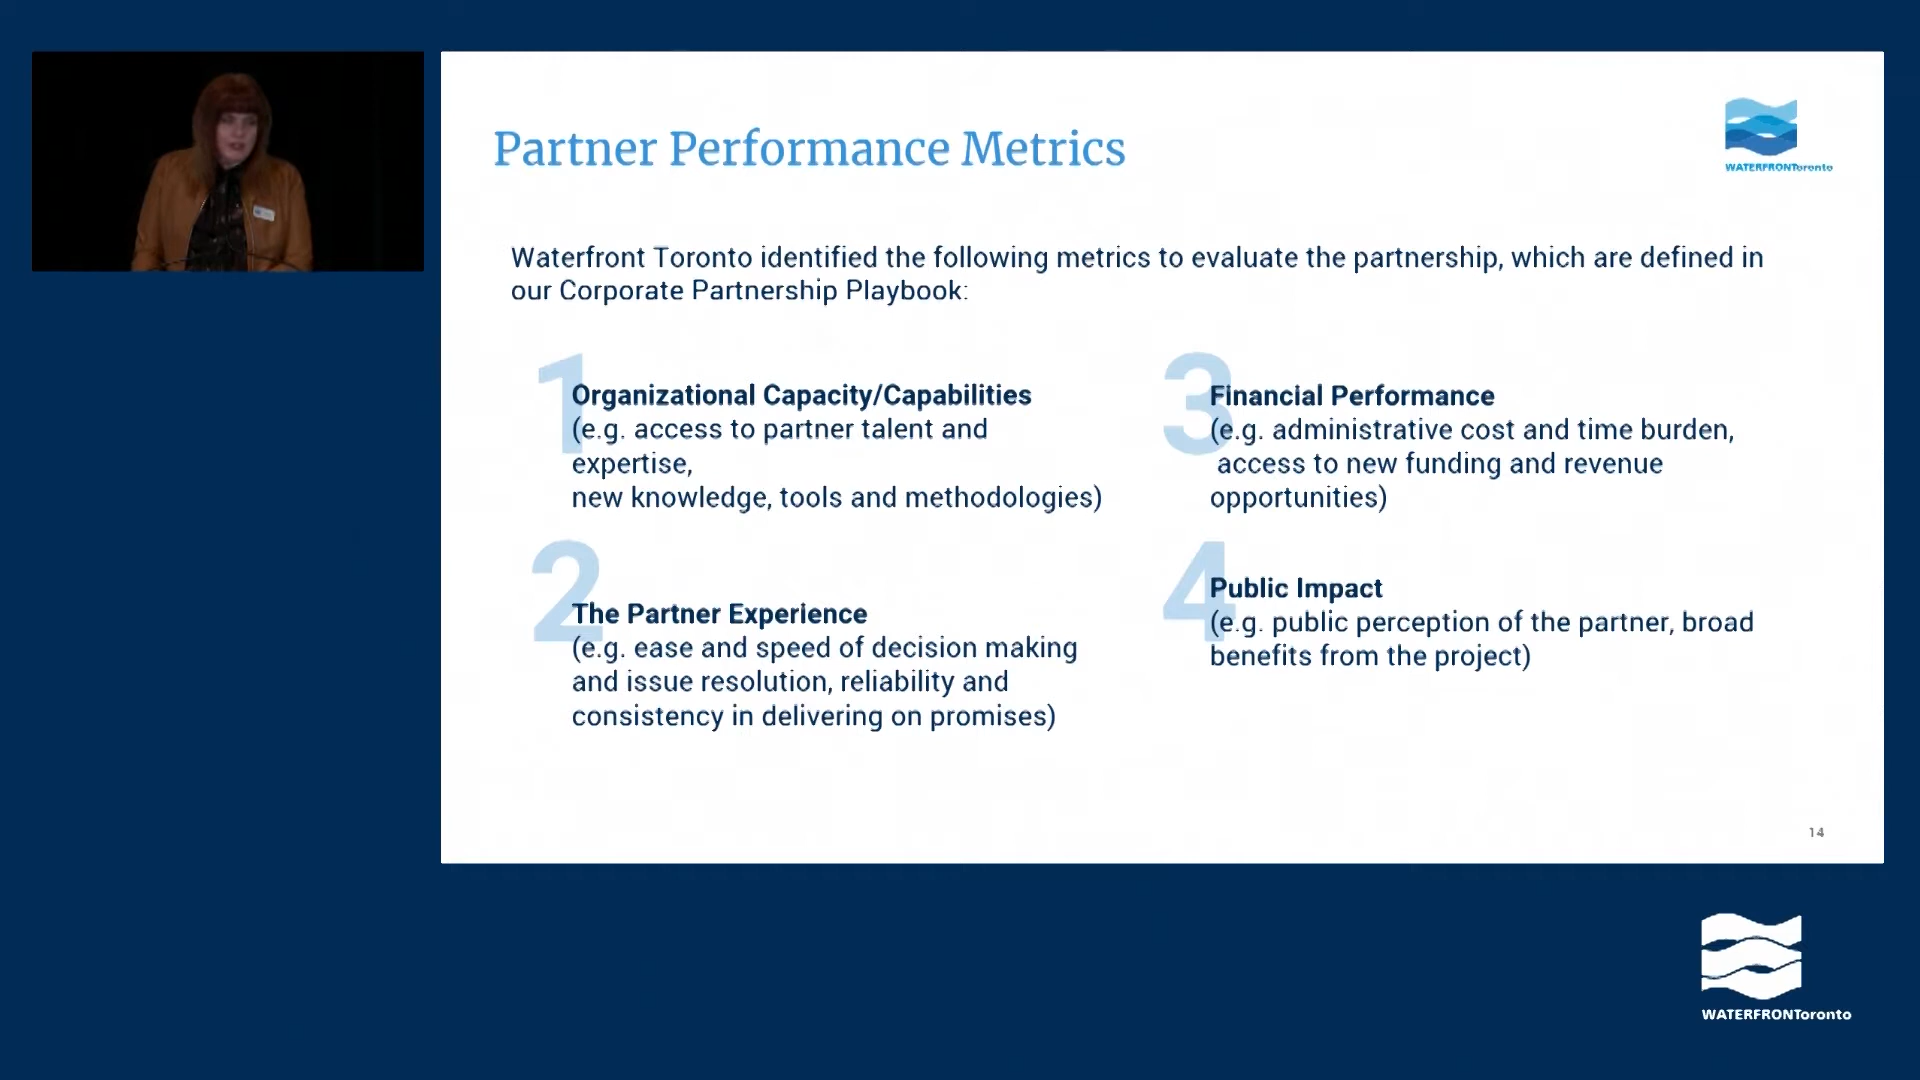 Partner Performance Metrics
WATERFRONToronto
Waterfront Toronto identified the following metrics to evaluate the partnership, which are defined in
our Corporate Partnership Playbook:
1
Organizational Capacity/Capabilities
(e.g. access to partner talent and
expertise,
new knowledge, tools and methodologies)
2
The Partner Experience
(e.g. ease and speed of decision making
and issue resolution, reliability and
consistency in delivering on promises)
3
Financial Performance
(e.g. administrative cost and time burden,
access to new funding and revenue
opportunities)
4
Public Impact
(e.g. public perception of the partner, broad
benefits from the project)
14
WATERFRONToronto